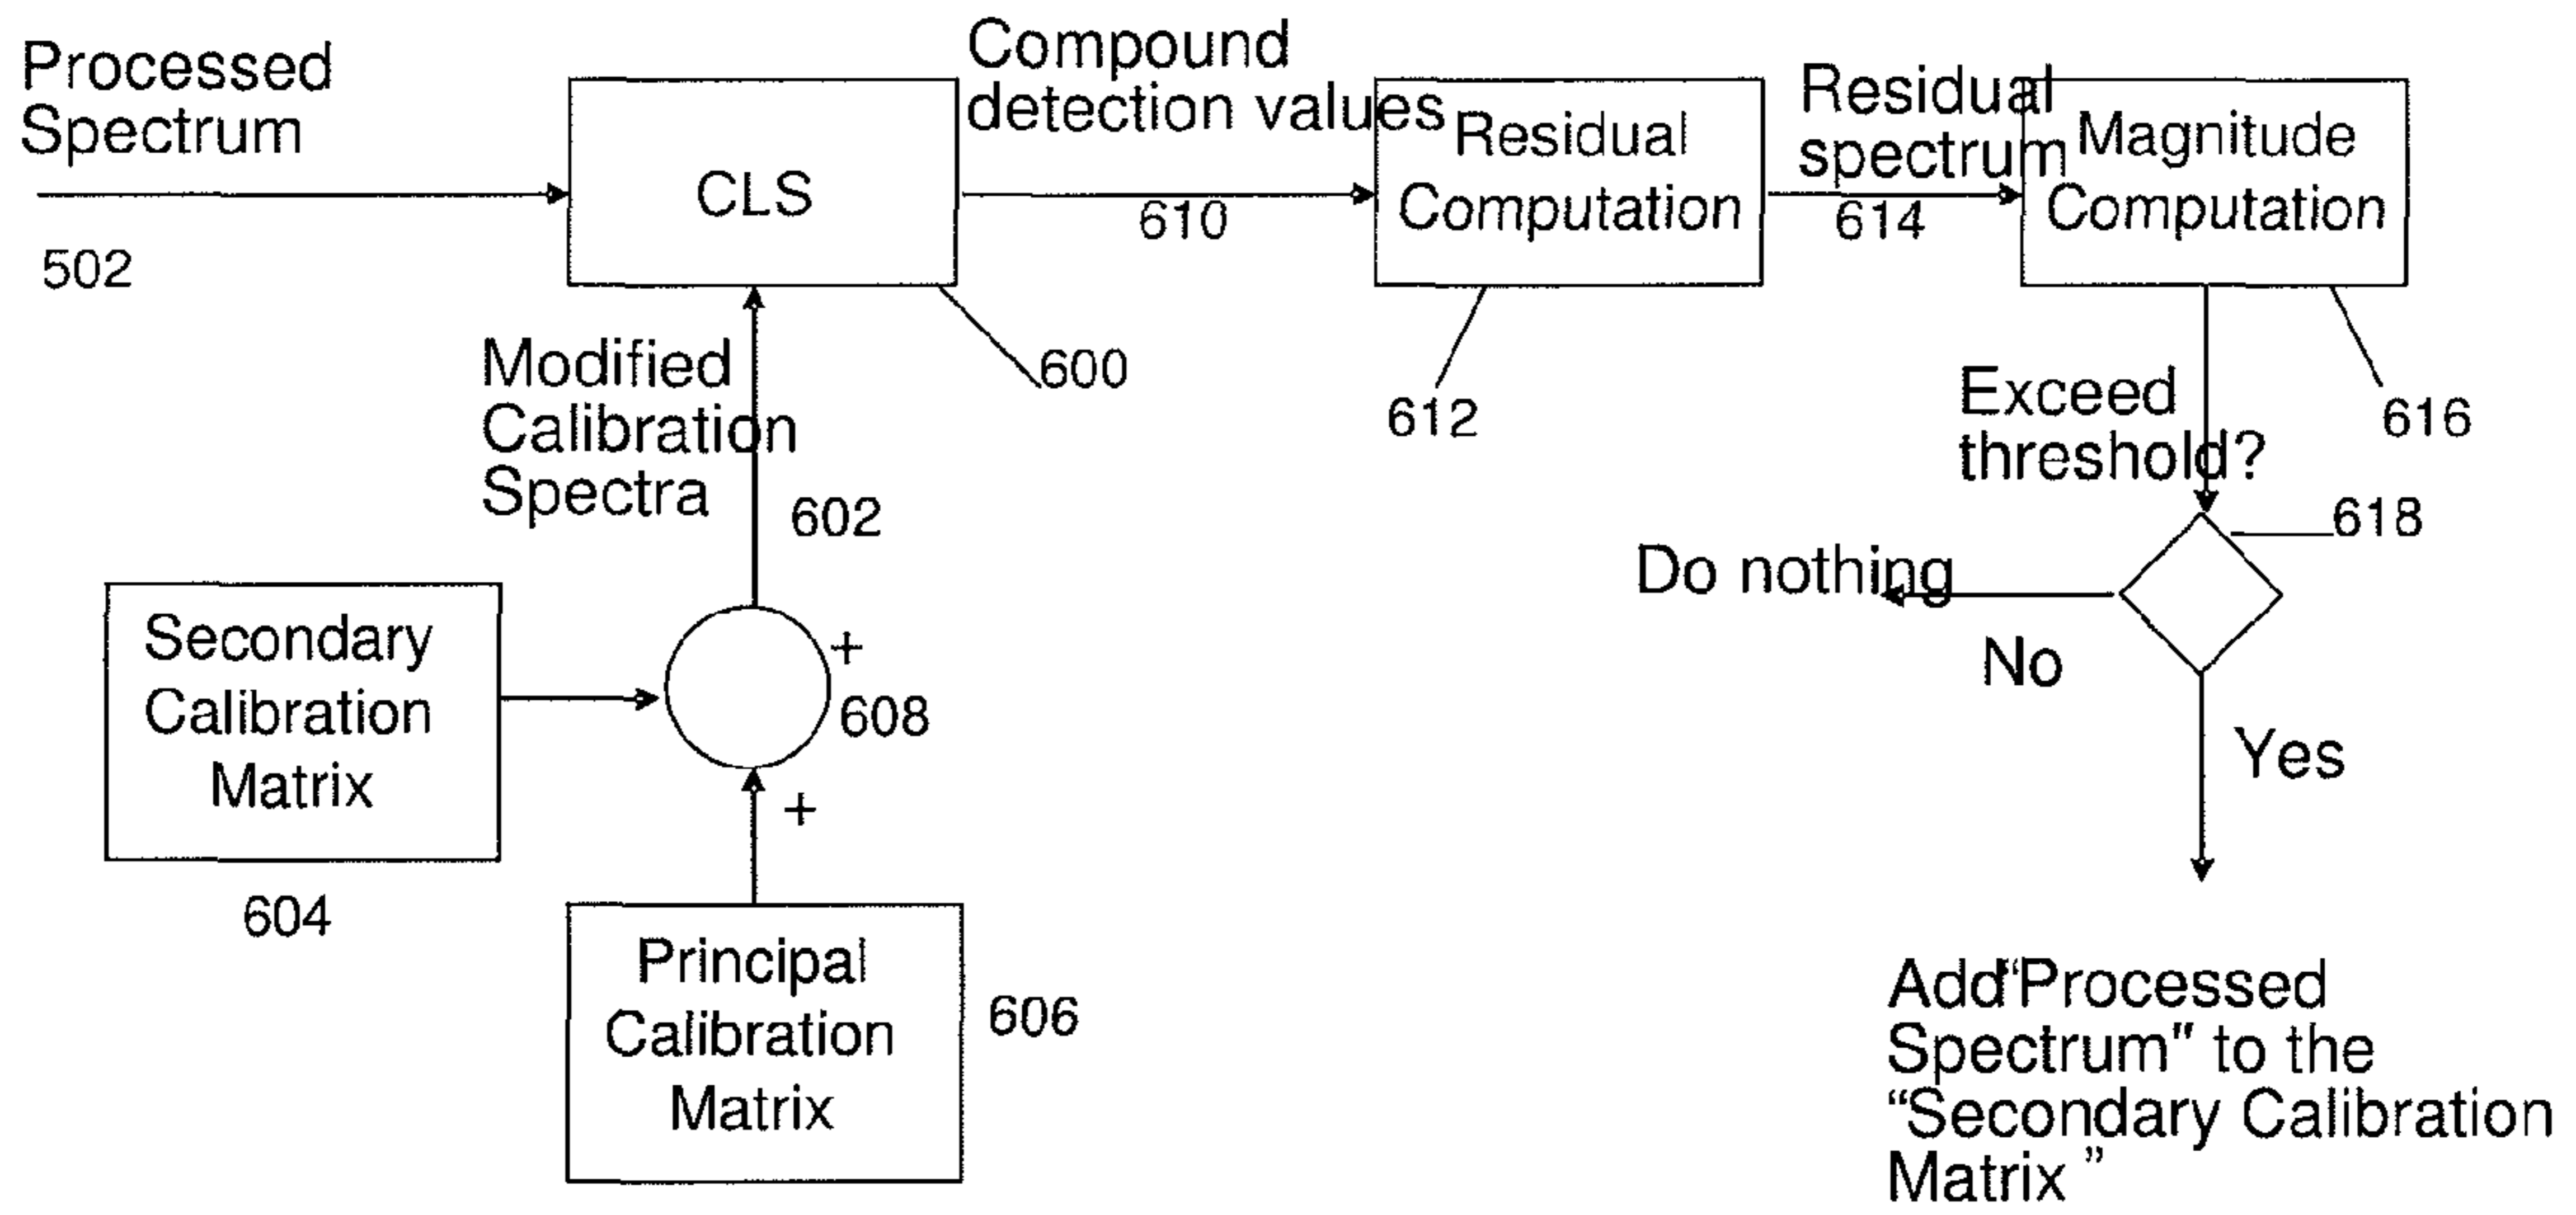 Processed
Spectrum
502
CLS
600
Compound
detection values
610
Residual
Computation
612
Residual
spectrum
614
Magnitude
Computation
616
Modified
Calibration
Spectra
602
Exceed
threshold?
618
Do nothing
No
Yes
Secondary
Calibration
Matrix
604
+
608
+
Principal
Calibration
Matrix
606
Add“Processed
Spectrum" to the
“Secondary Calibration
Matrix ”